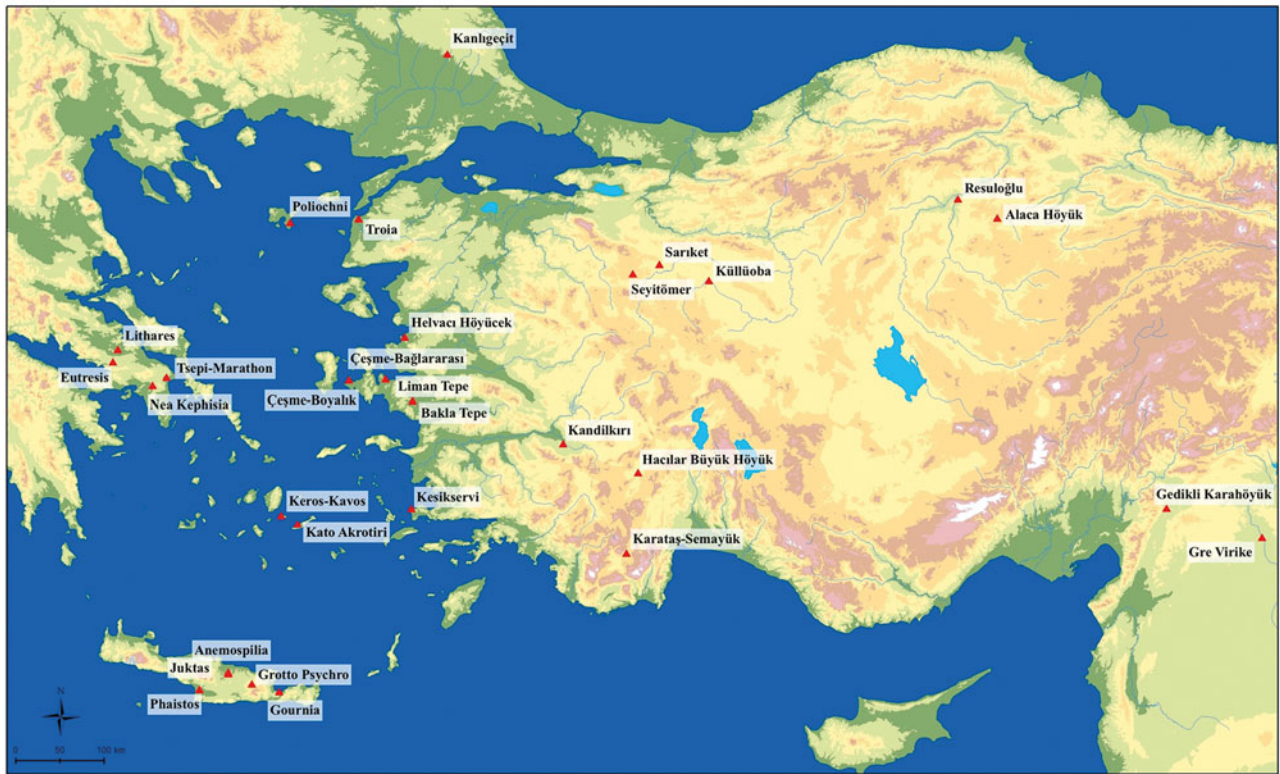 Kanlıgeçit
Resuloğlu
Poliochni
Alaca Höyük
Troia
Sarıket
Küllüoba
Seyitömer
Helvacı Höyücek
Lithares
Çeşme-Bağlararası
Tsepi-Marathon
Eutresis
Liman Tepe
Çeşme-Boyalık
Nea Kephisia
Bakla Tepe
Kandilkırı
Hacılar Büyük Höyük
Gedikli Karahöyük
Keros-Kavos
Kesikservi
Kato Akrotiri
Karataş-Semayük
Gre Virike
Anemospilia
Juktas
Grotto Psychro
Phaistos
Gournia
N
0 50 100 km